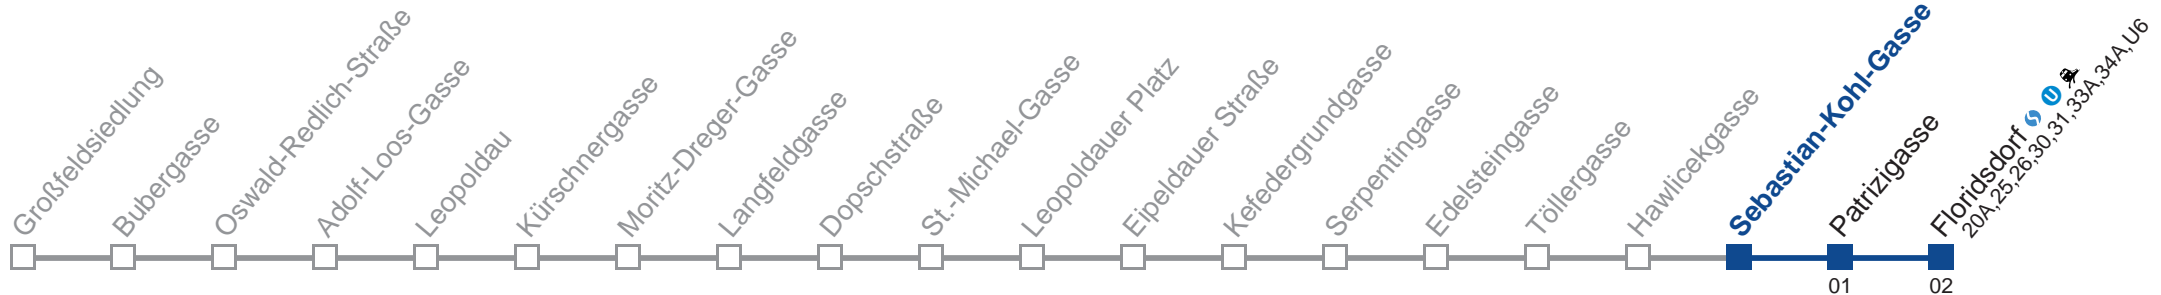 Großfeldsiedlung
Bubergasse
Oswald-Redlich-Straße
Adolf-Loos-Gasse
Leopoldau
Kürschnergasse
Moritz-Dreger-Gasse
Langfeldgasse
Dopschstraße
St.-Michael-Gasse
Leopoldauer Platz
Eipeldauer Straße
Kefedergrundgasse
Serpentingasse
Edelsteingasse
Töllergasse
Hawlicekgasse
Sebastian-Kohl-Gasse
Patrizigasse
Floridsdorf S U
20A,25,26,30,31,33A,34A,U6
01
02